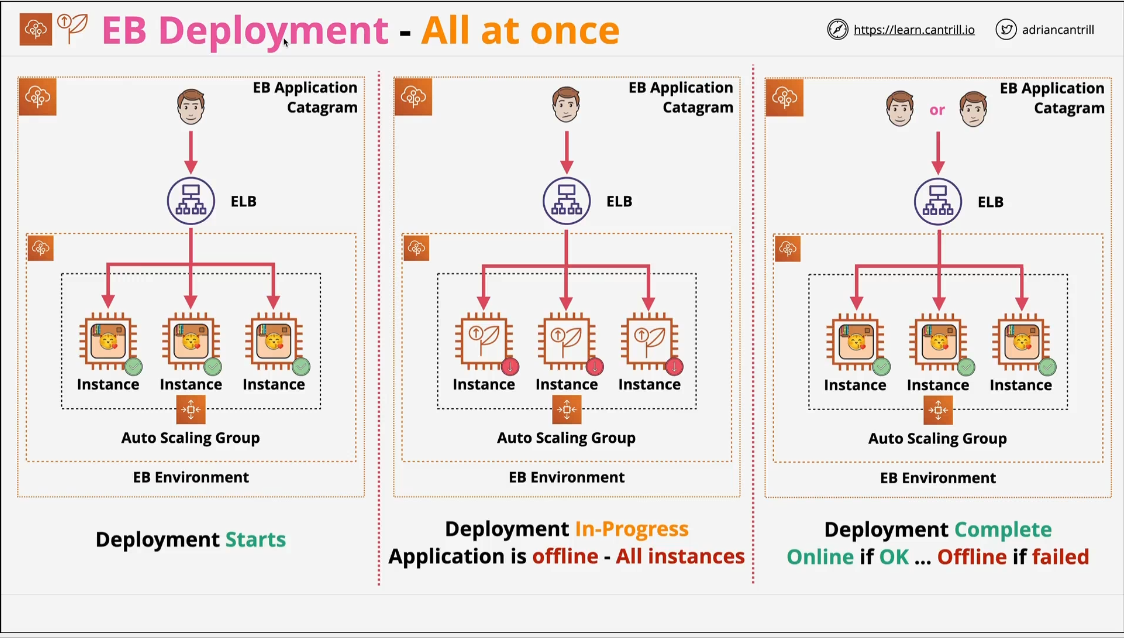 EB Deployment - All at once
https://learn.cantrill.io
adriancantrill
EB Application
Catagram
ELB
Instance
Instance
Instance
Auto Scaling Group
EB Environment
Deployment Starts
EB Application
Catagram
ELB
Instance
Instance
Instance
Auto Scaling Group
EB Environment
Deployment In-Progress
Application is offline - All instances
or
EB Application
Catagram
ELB
Instance
Instance
Instance
Auto Scaling Group
EB Environment
Deployment Complete
Online if OK ... Offline if failed